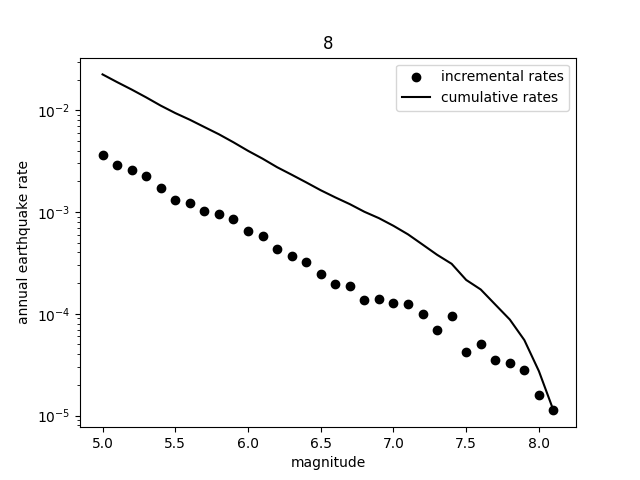 8
incremental rates
cumulative rates
annual earthquake rate
10⁻²
10⁻³
10⁻⁴
10⁻⁵
5.0 5.5 6.0 6.5 7.0 7.5 8.0
magnitude